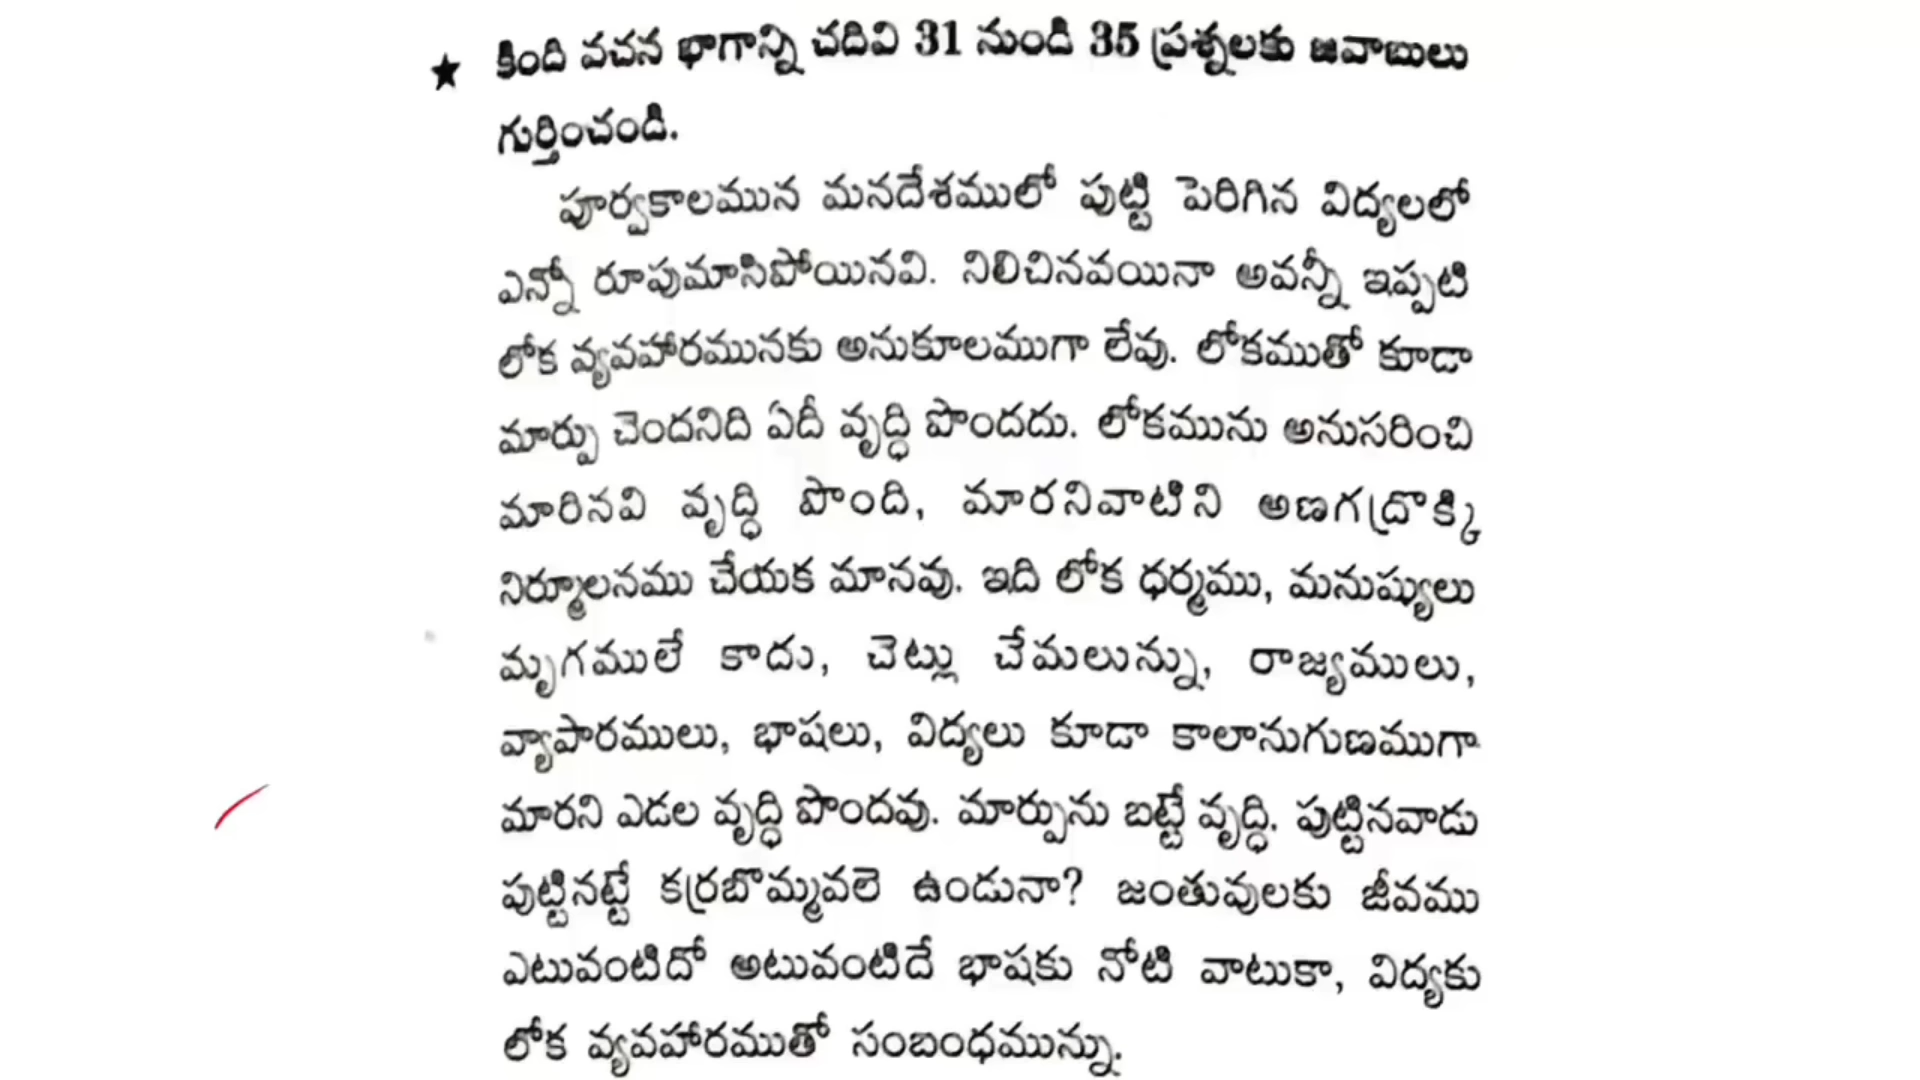 ★ కింది వచన భాగాన్ని చదివి 31 నుండి 35 ప్రశ్నలకు జవాబులు
గుర్తించండి.
పూర్వకాలమున మనదేశములో పుట్టి పెరిగిన విద్యలలో
ఎన్నో రూపుమాసిపోయినవి. నిలిచినవయినా అవన్నీ ఇప్పటి
లోక వ్యవహారమునకు అనుకూలముగా లేవు. లోకముతో కూడా
మార్పు చెందనిది ఏదీ వృద్ధి పొందదు. లోకమును అనుసరించి
మారినవి వృద్ధి పొంది, మారనివాటిని అణగద్రొక్కి
నిర్మూలనము చేయక మానవు. ఇది లోక ధర్మము, మనుష్యులు
మృగములే కాదు, చెట్లు చేమలున్ను, రాజ్యములు,
వ్యాపారములు, భాషలు, విద్యలు కూడా కాలానుగుణముగా
మారని ఎడల వృద్ధి పొందవు. మార్పును బట్టే వృద్ధి. పుట్టినవాడు
పుట్టినట్టే కర్రబొమ్మవలె ఉండునా? జంతువులకు జీవము
ఎటువంటిదో అటువంటిదే భాషకు నోటి వాటుకా, విద్యకు
లోక వ్యవహారముతో సంబంధమున్ను.